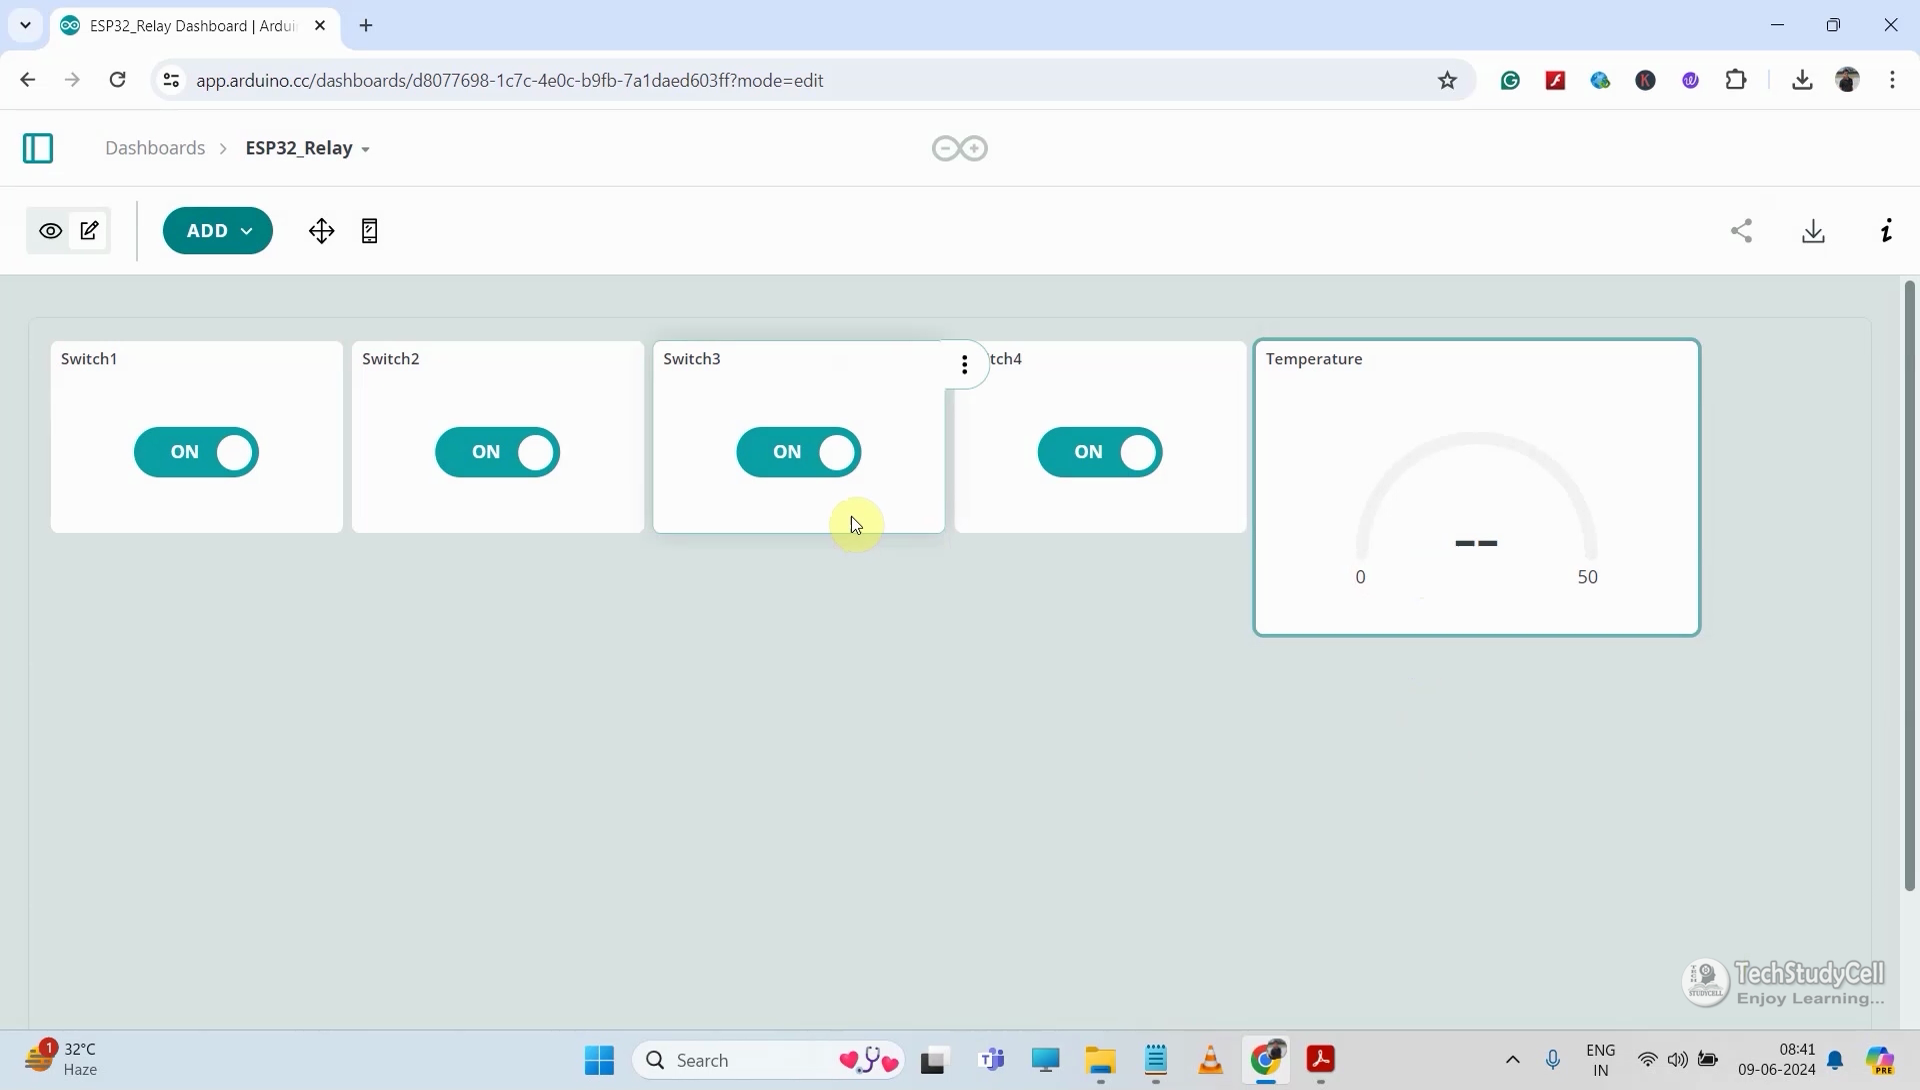 ESP32_Relay Dashboard | Ardui
app.arduino.cc/dashboards/d8077698-1c7c-4e0c-b9fb-7a1daed603ff?mode=edit
Dashboards > ESP32_Relay
ADD
Switch1
Switch2
Switch3
tch4
Temperature
ON
ON
ON
ON
--
0
50
TechStudyCell
Enjoy Learning...
1
32°C
Haze
Search
ENG
IN
08:41
09-06-2024
PRE